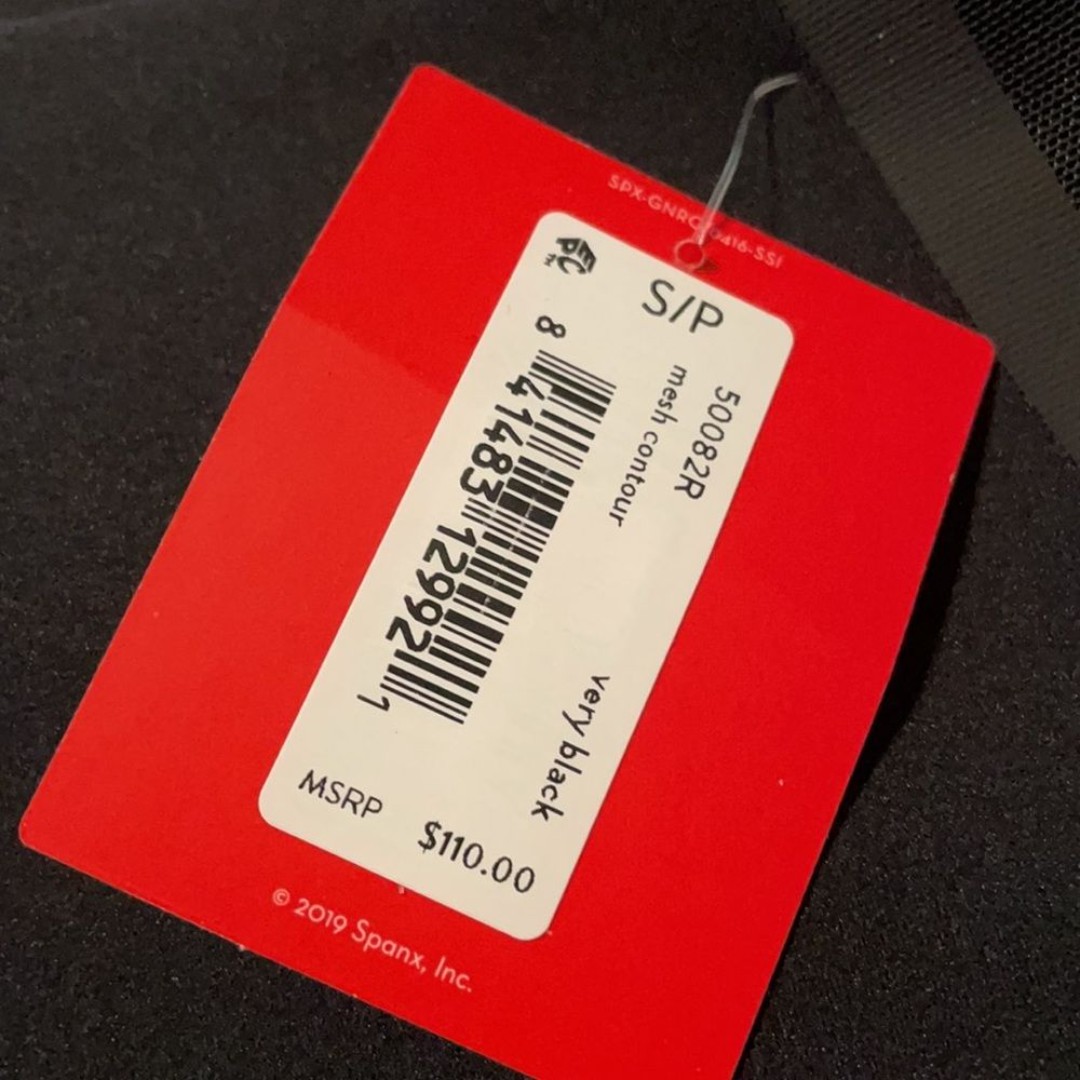 S/P
50082R
mesh contour
very black
8 41483 12992 1
MSRP
$110.00
© 2019 Spanx, Inc.